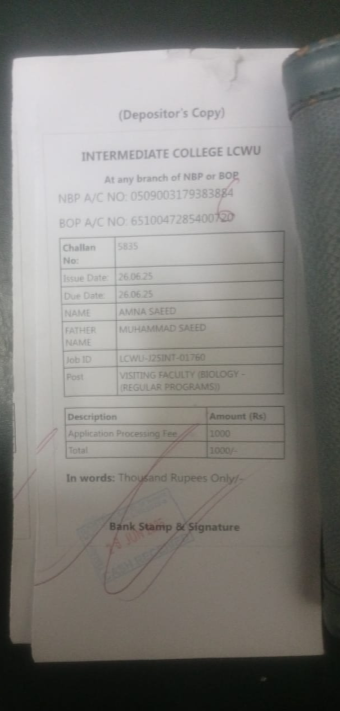 (Depositor's Copy)
INTERMEDIATE COLLEGE LCWU
At any branch of NBP or BOP
NBP A/C NO: 0509003179383884
BOP A/C NO: 6510047285400720
Challan No: 5835
Issue Date: 26.06.25
Due Date: 26.06.25
NAME AMNA SAEED
FATHER NAME MUHAMMAD SAEED
Job ID LCWU-J25INT-01760
Post VISITING FACULTY (BIOLOGY - (REGULAR PROGRAMS))
Description Amount (Rs)
Application Processing Fee 1000
Total 1000/-
In words: Thousand Rupees Only/-
Bank Stamp & Signature